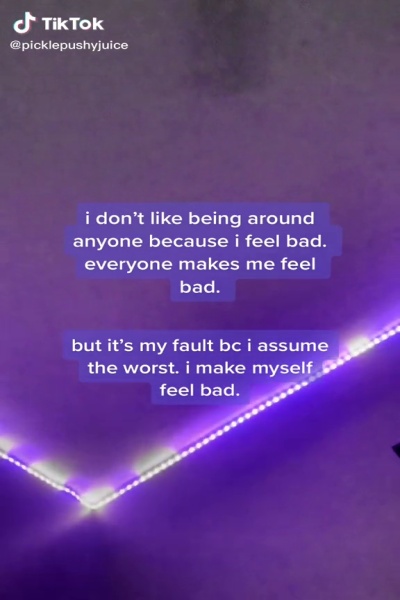 TikTok
@picklepushyjuice
i don't like being around
anyone because i feel bad.
everyone makes me feel
bad.
but it's my fault bc i assume
the worst. i make myself
feel bad.